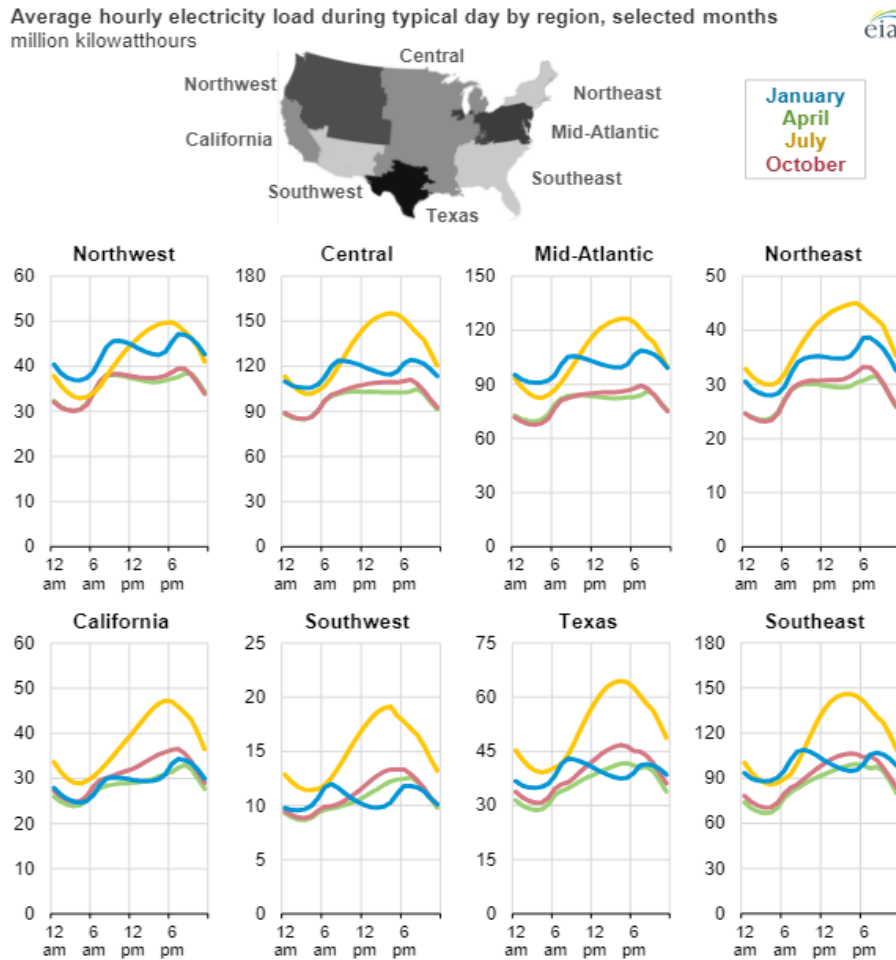 Average hourly electricity load during typical day by region, selected months
million kilowatthours
eia
Central
Northwest
Northeast
California
Mid-Atlantic
Southwest
Southeast
Texas
January
April
July
October
Northwest
Central
Mid-Atlantic
Northeast
60 180 150 50
50 150 120 40
40 120 90 30
30 90 60 20
20 60 30 10
10 30 0 0
0 0
12 6 12 6 12 6 12 6 12 6 12 6 12 6 12 6
am am pm pm am am pm pm am am pm pm am am pm pm
California
Southwest
Texas
Southeast
60 25 75 180
50 20 60 150
40 15 45 120
30 10 30 90
20 5 15 60
10 0 0 30
0 0
12 6 12 6 12 6 12 6 12 6 12 6 12 6 12 6
am am pm pm am am pm pm am am pm pm am am pm pm